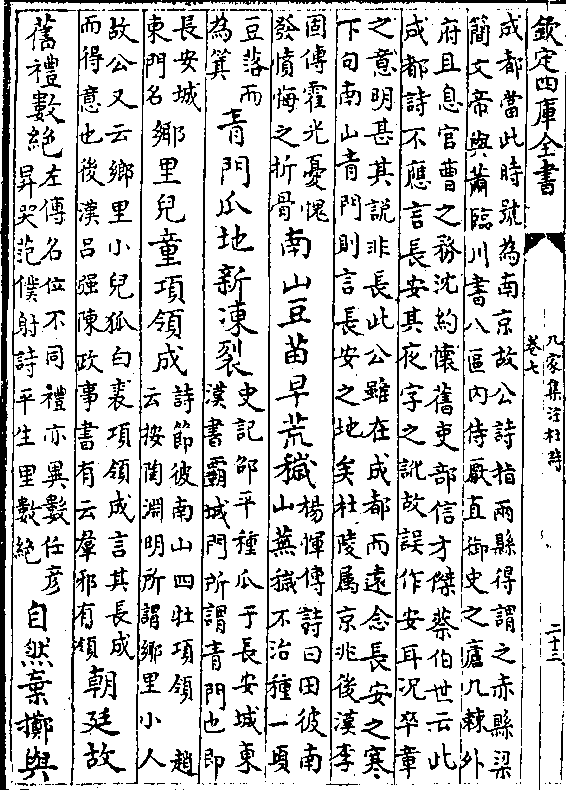 欽定四庫全書
九家集注杜詩
卷七
二十三
成都當此時號為南京故公詩指兩縣得謂之赤縣梁
簡文帝與蕭臨川書八區內侍厭直御史之廬九棘外
府且息官曹之務沈約懷舊吏部信才傑蔡伯世云此
成都詩不應言長安其夜字之訛故誤作安耳况卒章
之意明甚其說非長此公雖在成都而遠念長安之寒
下句南山青門則言長安之地矣杜陵屬京兆後漢李
固傳霍光憂愧
發憤悔之折骨
南山豆苗早荒穢
楊惲傳詩曰田彼南
山蕪穢不治種一頃
豆落而
為箕
青門瓜地新凍裂
史記邵平種瓜于長安城東
漢書霸城門所謂青門也即
長安城
東門名
鄉里兒童項領成
詩節彼南山四牡項領 趙
云按陶淵明所謂鄉里小人
故公又云鄉里小兒狐白裘項領成言其長成
而得意也後漢吕强陳政事書有云羣邪有領
朝廷故
舊禮數絶
左傳名位不同禮亦異數任彦
昇哭范僕射詩平生里數絶
自然棄擲與